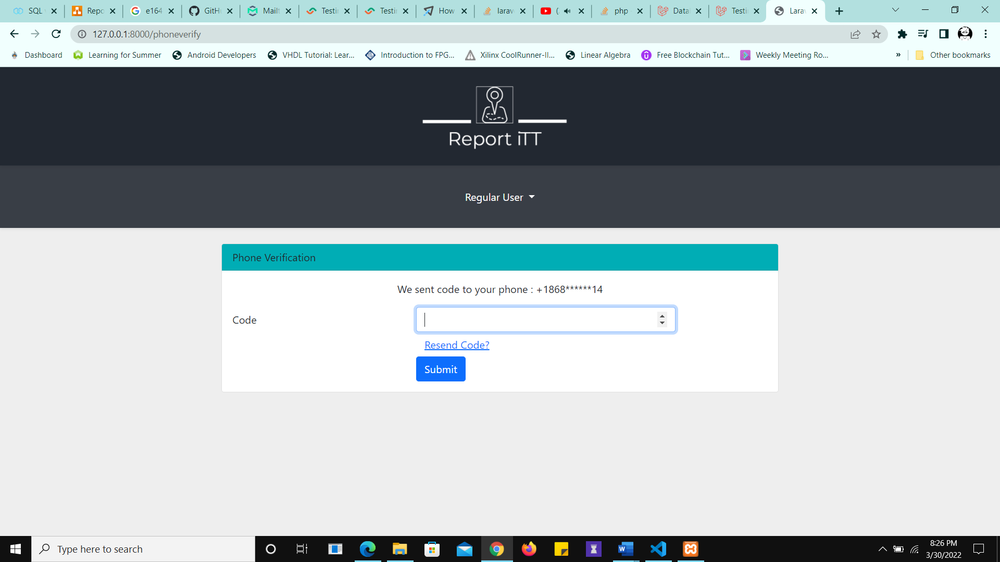 SQL
Repo
e164
GitH
Mailt
Testi
Testi
How
larav
(
php
Data
Testi
Larav
127.0.0.1:8000/phoneverify
Dashboard
Learning for Summer
Android Developers
VHDL Tutorial: Lear...
Introduction to FPG...
Xilinx CoolRunner-II...
Linear Algebra
Free Blockchain Tut...
Weekly Meeting Ro...
»
Other bookmarks
Report iTT
Regular User
Phone Verification
We sent code to your phone : +1868******14
Code
Resend Code?
Submit
Type here to search
8:26 PM
3/30/2022